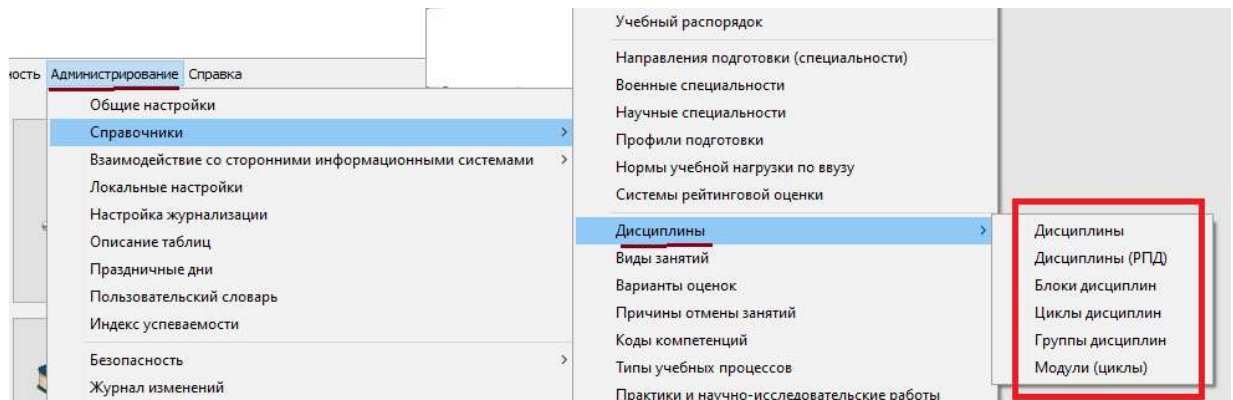 ность Администрирование Справка
Общие настройки
Справочники
Взаимодействие со сторонними информационными системами
Локальные настройки
Настройка журнализации
Описание таблиц
Праздничные дни
Пользовательский словарь
Индекс успеваемости
Безопасность
Журнал изменений
Учебный распорядок
Направления подготовки (специальности)
Военные специальности
Научные специальности
Профили подготовки
Нормы учебной нагрузки по ввузу
Системы рейтинговой оценки
Дисциплины
Виды занятий
Варианты оценок
Причины отмены занятий
Коды компетенций
Типы учебных процессов
Практики и научно-исследовательские работы
Дисциплины
Дисциплины (РПД)
Блоки дисциплин
Циклы дисциплин
Группы дисциплин
Модули (циклы)